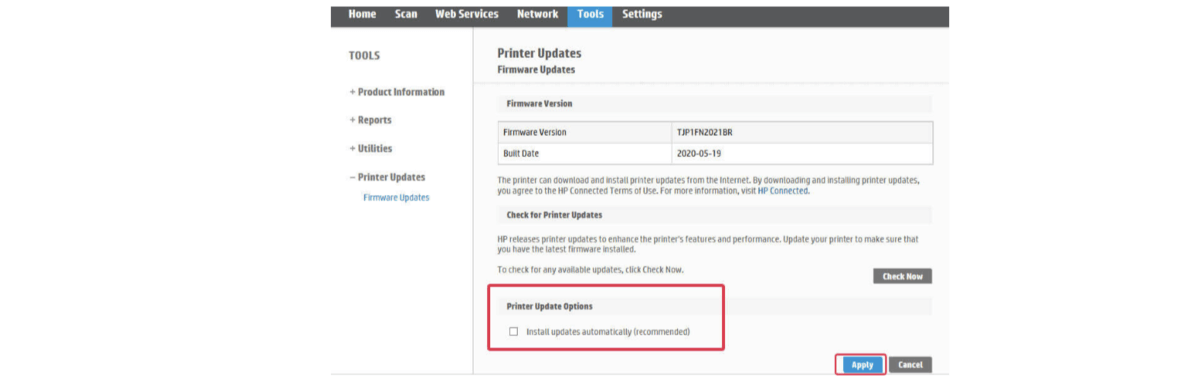 Home Scan Web Services Network Tools Settings
TOOLS
+ Product Information
+ Reports
+ Utilities
– Printer Updates
Firmware Updates
Printer Updates
Firmware Updates
Firmware Version
Firmware Version TJP1FN2021BR
Built Date 2020-05-19
The printer can download and install printer updates from the Internet. By downloading and installing printer updates,
you agree to the HP Connected Terms of Use. For more information, visit HP Connected.
Check for Printer Updates
HP releases printer updates to enhance the printer's features and performance. Update your printer to make sure that
you have the latest firmware installed.
To check for any available updates, click Check Now.
Check Now
Printer Update Options
Install updates automatically (recommended)
Apply Cancel